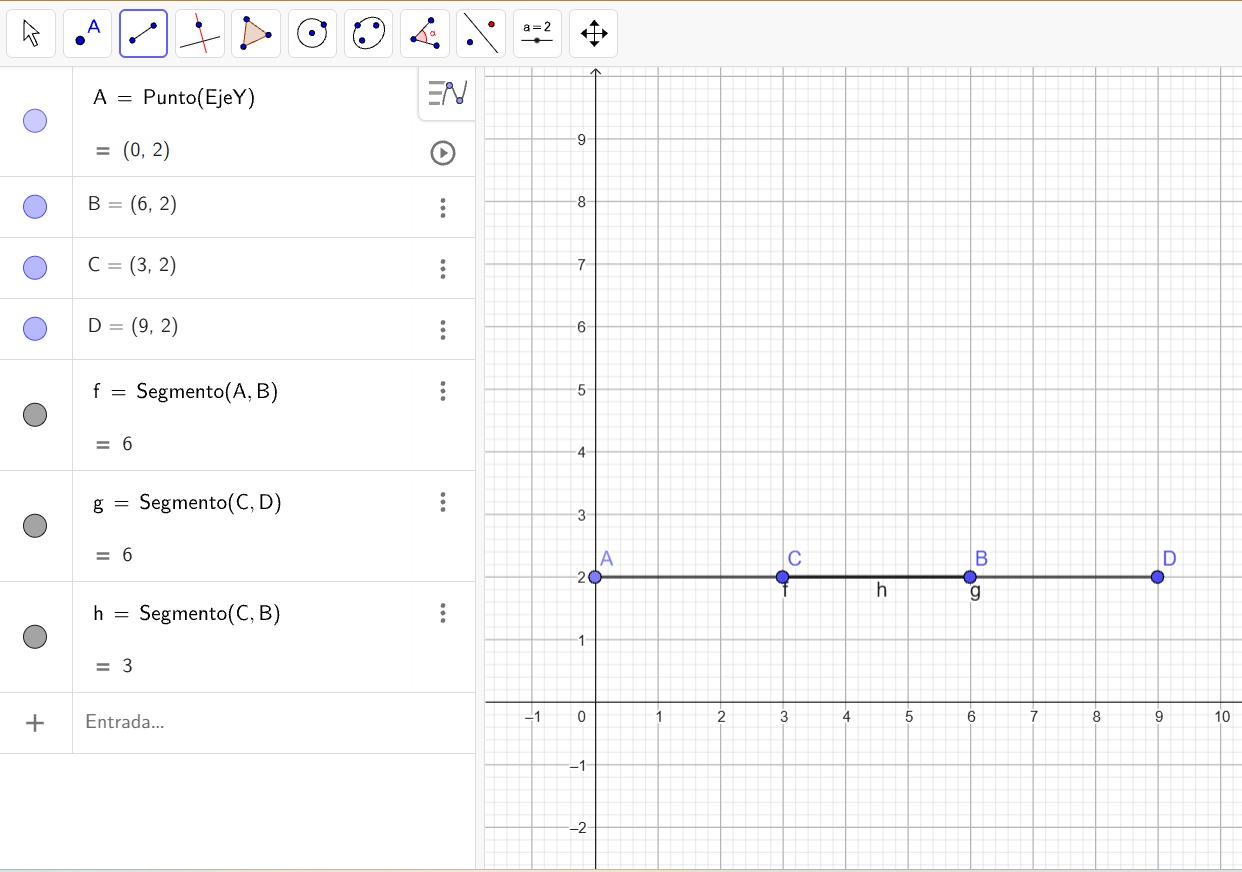 A
α
a=2
A = Punto(EjeY)
= (0, 2)
B = (6, 2)
C = (3, 2)
D = (9, 2)
f = Segmento(A, B)
= 6
g = Segmento(C, D)
= 6
h = Segmento(C, B)
= 3
+ Entrada...
9
8
7
6
5
4
3
A C B D
2
f h g
1
–1 0 1 2 3 4 5 6 7 8 9 10
–1
–2